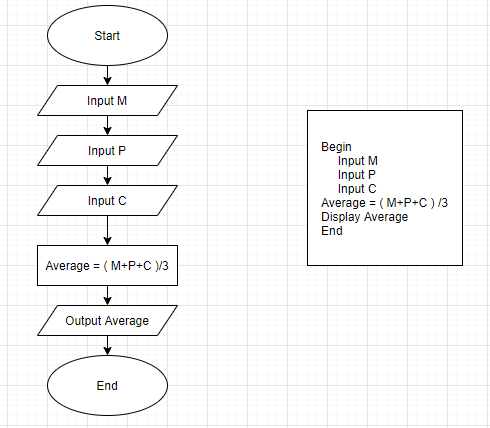 Start
Input M
Input P
Input C
Average = ( M+P+C )/3
Output Average
End
Begin
Input M
Input P
Input C
Average = ( M+P+C ) /3
Display Average
End